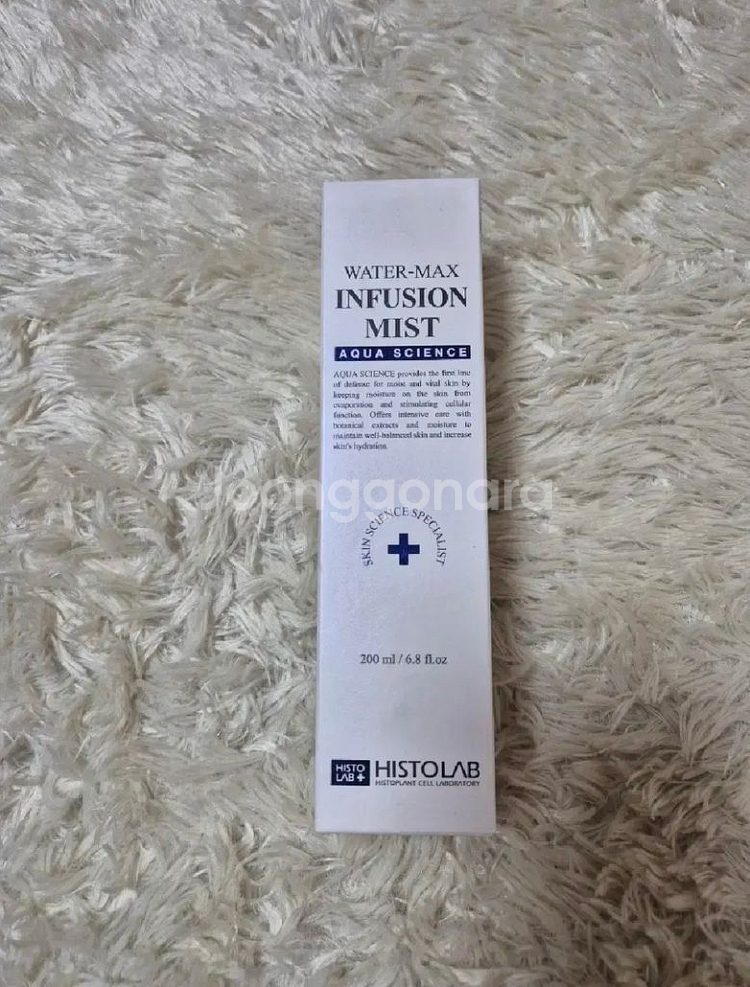 WATER-MAX
INFUSION
MIST
AQUA SCIENCE
AQUA SCIENCE provides the first line
of defense for moist and vital skin by
keeping moisture on the skin from
evaporation and stimulating cellular
function. Offers intensive care with
botanical extracts and moisture to
maintain well-balanced skin and increase
skin's hydration.
Joonggonara
SKIN SCIENCE SPECIALIST
200 ml / 6.8 fl.oz
HISTO
LAB
HISTOLAB
HISTOPLANT CELL LABORATORY